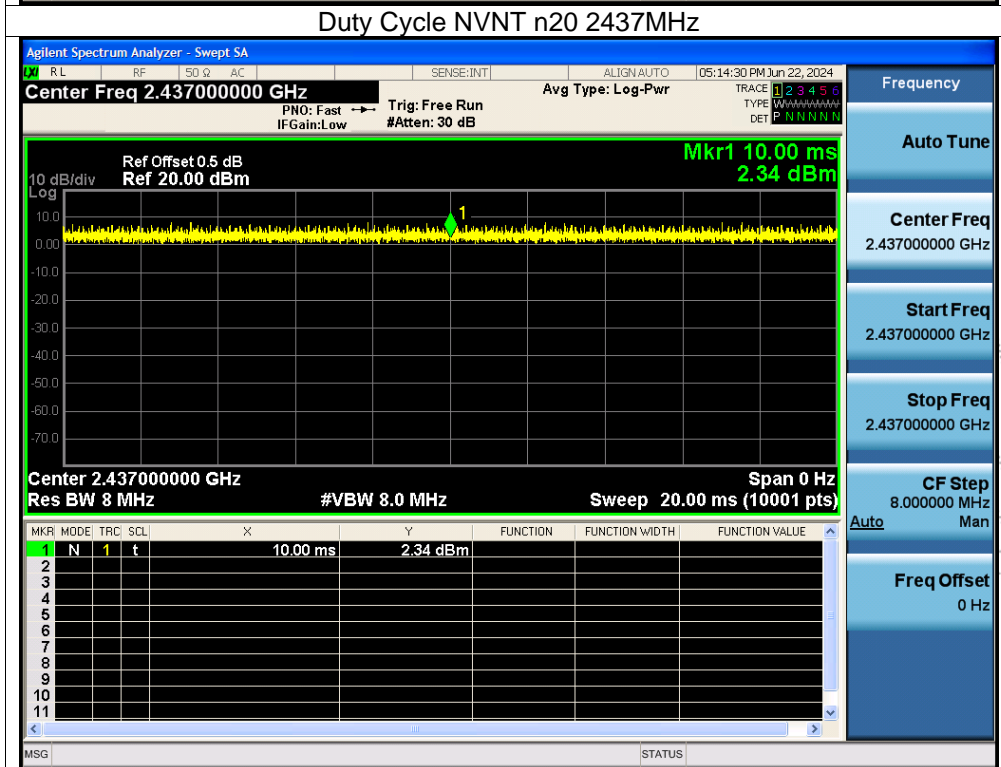 Duty Cycle NVNT n20 2437MHz
Agilent Spectrum Analyzer - Swept SA
LXI RL RF 50 Ω AC SENSE:INT ALIGN AUTO 05:14:30 PM Jun 22, 2024
Center Freq 2.437000000 GHz Avg Type: Log-Pwr TRACE 1 2 3 4 5 6
PNO: Fast Trig: Free Run TYPE WWWWWW
IFGain:Low #Atten: 30 dB DET P N N N N N
Frequency
Mkr1 10.00 ms
2.34 dBm
Ref Offset 0.5 dB
10 dB/div Ref 20.00 dBm
Log
1
10.0
0.00
-10.0
-20.0
-30.0
-40.0
-50.0
-60.0
-70.0
Center 2.437000000 GHz Span 0 Hz
Res BW 8 MHz #VBW 8.0 MHz Sweep 20.00 ms (10001 pts)
MKR MODE TRC SCL X Y FUNCTION FUNCTION WIDTH FUNCTION VALUE
1 N 1 t 10.00 ms 2.34 dBm
2
3
4
5
6
7
8
9
10
11
MSG STATUS
Auto Tune
Center Freq
2.437000000 GHz
Start Freq
2.437000000 GHz
Stop Freq
2.437000000 GHz
CF Step
8.000000 MHz
Auto Man
Freq Offset
0 Hz